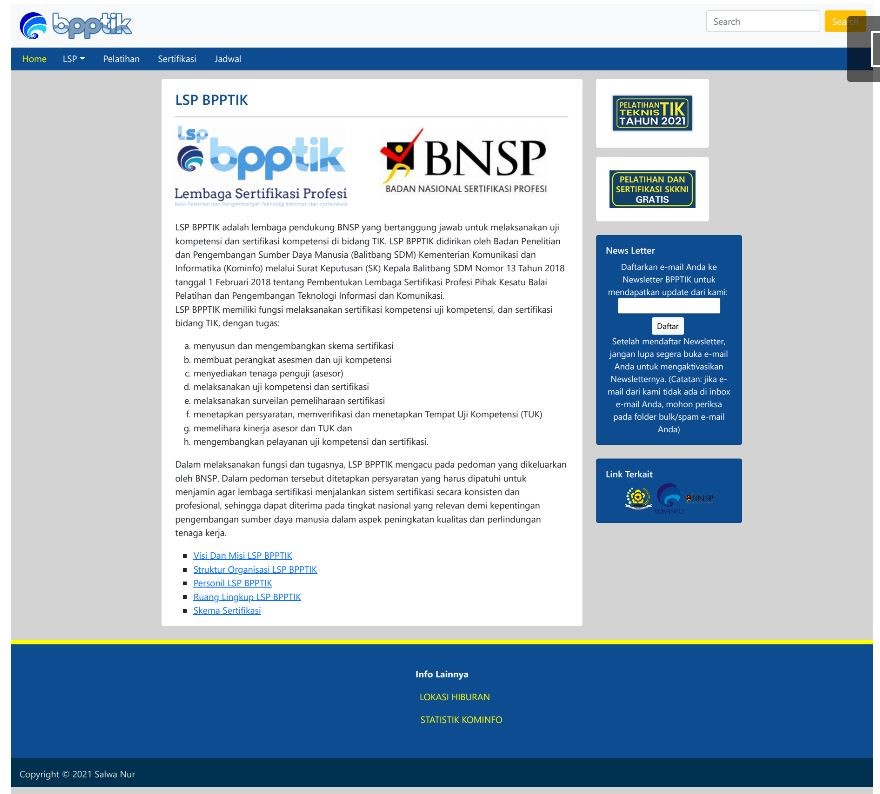 bpptik
Search
Search
Home
LSP
Pelatihan
Sertifikasi
Jadwal
LSP BPPTIK
Lsp
bpptik
Lembaga Sertifikasi Profesi
BNSP
BADAN NASIONAL SERTIFIKASI PROFESI
LSP BPPTIK adalah lembaga pendukung BNSP yang bertanggung jawab untuk melaksanakan uji
kompetensi dan sertifikasi kompetensi di bidang TIK. LSP BPPTIK didirikan oleh Badan Penelitian
dan Pengembangan Sumber Daya Manusia (Balitbang SDM) Kementerian Komunikasi dan
Informatika (Kominfo) melalui Surat Keputusan (SK) Kepala Balitbang SDM Nomor 13 Tahun 2018
tanggal 1 Februari 2018 tentang Pembentukan Lembaga Sertifikasi Profesi Pihak Kesatu Balai
Pelatihan dan Pengembangan Teknologi Informasi dan Komunikasi.
LSP BPPTIK memiliki fungsi melaksanakan sertifikasi kompetensi uji kompetensi, dan sertifikasi
bidang TIK, dengan tugas:
a. menyusun dan mengembangkan skema sertifikasi
b. membuat perangkat asesmen dan uji kompetensi
c. menyediakan tenaga penguji (asesor)
d. melaksanakan uji kompetensi dan sertifikasi
e. melaksanakan surveilan pemeliharaan sertifikasi
f. menetapkan persyaratan, memverifikasi dan menetapkan Tempat Uji Kompetensi (TUK)
g. memelihara kinerja asesor dan TUK dan
h. mengembangkan pelayanan uji kompetensi dan sertifikasi.
Dalam melaksanakan fungsi dan tugasnya, LSP BPPTIK mengacu pada pedoman yang dikeluarkan
oleh BNSP. Dalam pedoman tersebut ditetapkan persyaratan yang harus dipatuhi untuk
menjamin agar lembaga sertifikasi menjalankan sistem sertifikasi secara konsisten dan
profesional, sehingga dapat diterima pada tingkat nasional yang relevan demi kepentingan
pengembangan sumber daya manusia dalam aspek peningkatan kualitas dan perlindungan
tenaga kerja.
Visi Dan Misi LSP BPPTIK
Struktur Organisasi LSP BPPTIK
Personil LSP BPPTIK
Ruang Lingkup LSP BPPTIK
Skema Sertifikasi
PELATIHAN TIK
TEKNIS
TAHUN 2021
PELATIHAN DAN
SERTIFIKASI SKKNI
GRATIS
News Letter
Daftarkan e-mail Anda ke
Newsletter BPPTIK untuk
mendapatkan update dari kami:
Daftar
Setelah mendaftar Newsletter,
jangan lupa segera buka e-mail
Anda untuk mengaktivasikan
Newsletternya. (Catatan: jika e-
mail dari kami tidak ada di inbox
e-mail Anda, mohon periksa
pada folder bulk/spam e-mail
Anda)
Link Terkait
KOMINFO
BNSP
Info Lainnya
LOKASI HIBURAN
STATISTIK KOMINFO
Copyright © 2021 Salwa Nur